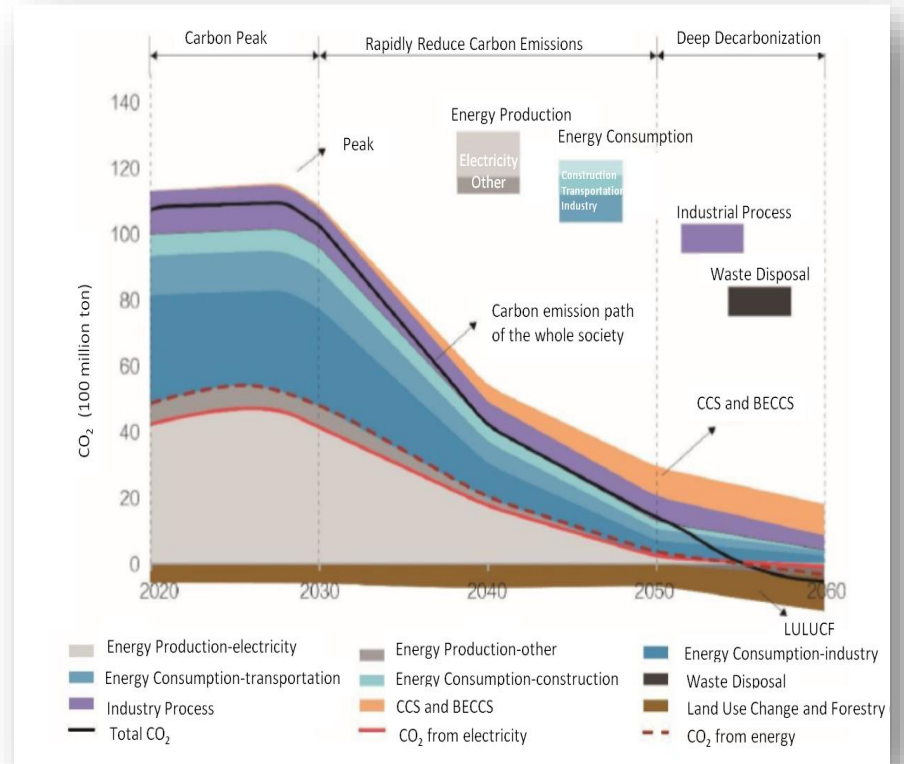 Carbon Peak
Rapidly Reduce Carbon Emissions
Deep Decarbonization
140
120
100
80
60
40
20
0
CO₂ (100 million ton)
Peak
Energy Production
Electricity
Other
Energy Consumption
Construction
Transportation
Industry
Industrial Process
Waste Disposal
Carbon emission path
of the whole society
CCS and BECCS
2020
2030
2040
2050
2060
LULUCF
Energy Production-electricity
Energy Production-other
Energy Consumption-industry
Energy Consumption-transportation
Energy Consumption-construction
Waste Disposal
Industry Process
CCS and BECCS
Land Use Change and Forestry
Total CO₂
CO₂ from electricity
CO₂ from energy